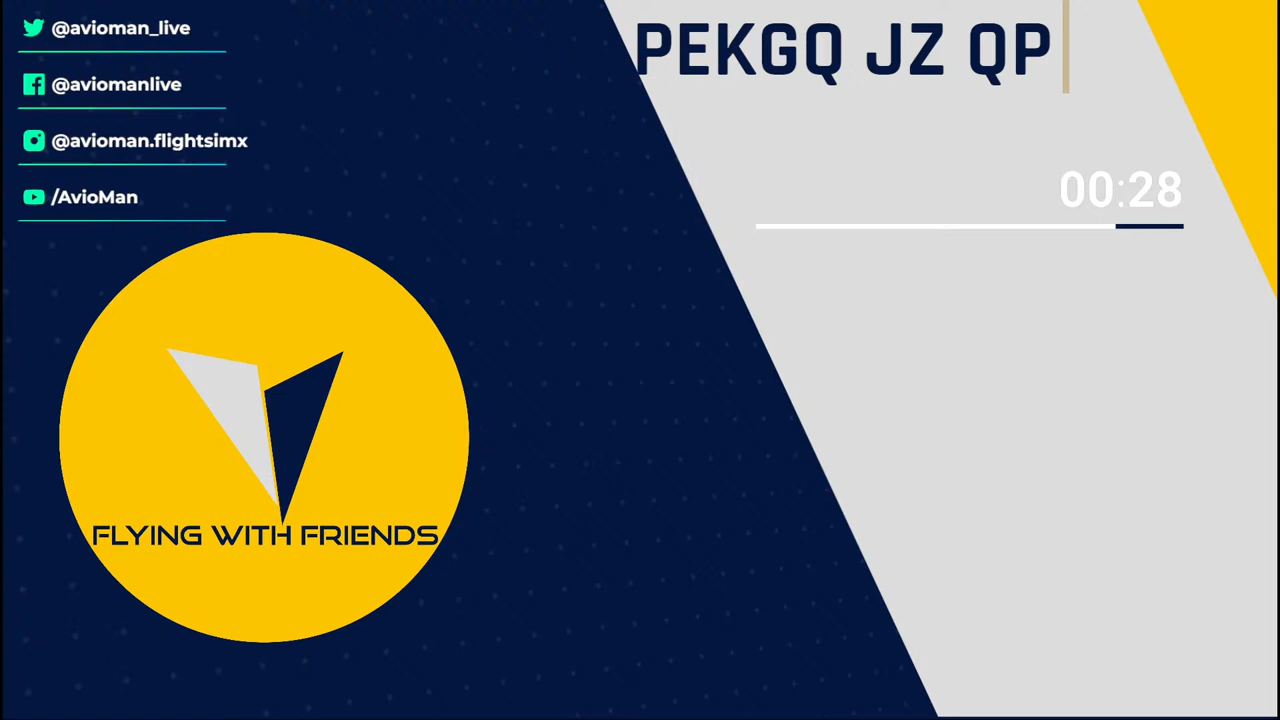 @avioman_live
@aviomanlive
@avioman.flightsimx
/AvioMan
FLYING WITH FRIENDS
PEKGQ JZ QP
00:28